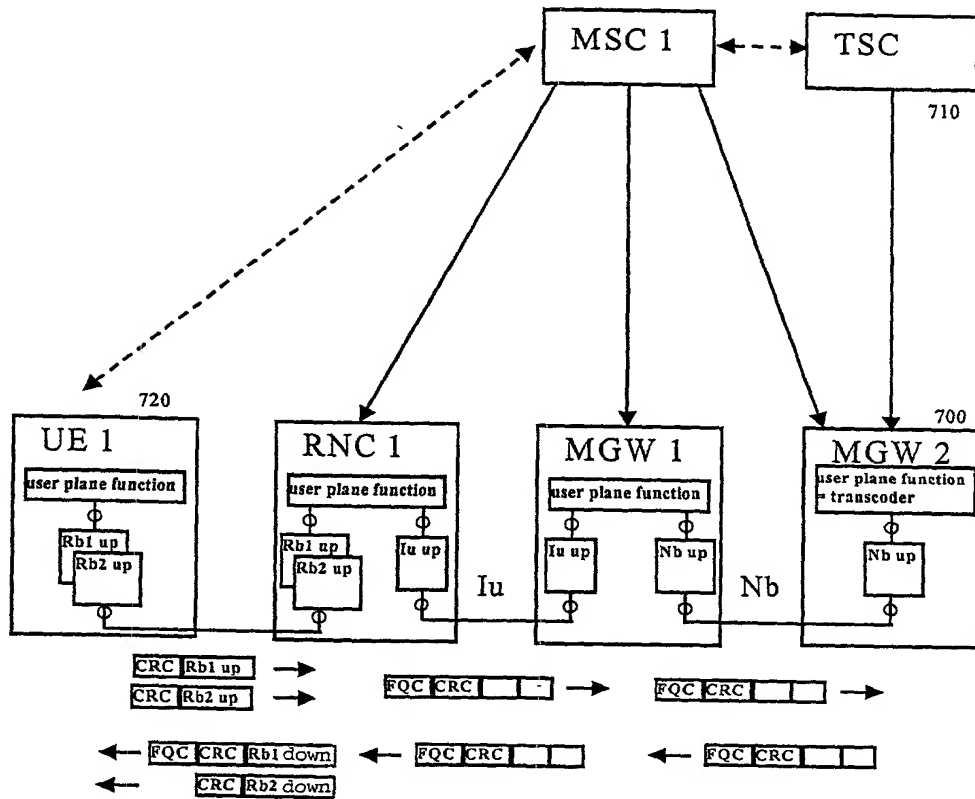 MSC 1
TSC
710
720
700
UE 1
user plane function
Rb1 up
Rb2 up
RNC 1
user plane function
Rb1 up
Rb2 up
Iu up
Iu
MGW 1
user plane function
Iu up
Nb up
Nb
MGW 2
user plane function
= transcoder
Nb up
CRC Rb1 up
CRC Rb2 up
FQC CRC
FQC CRC
FQC CRC Rb1 down
CRC Rb2 down
FQC CRC
FQC CRC